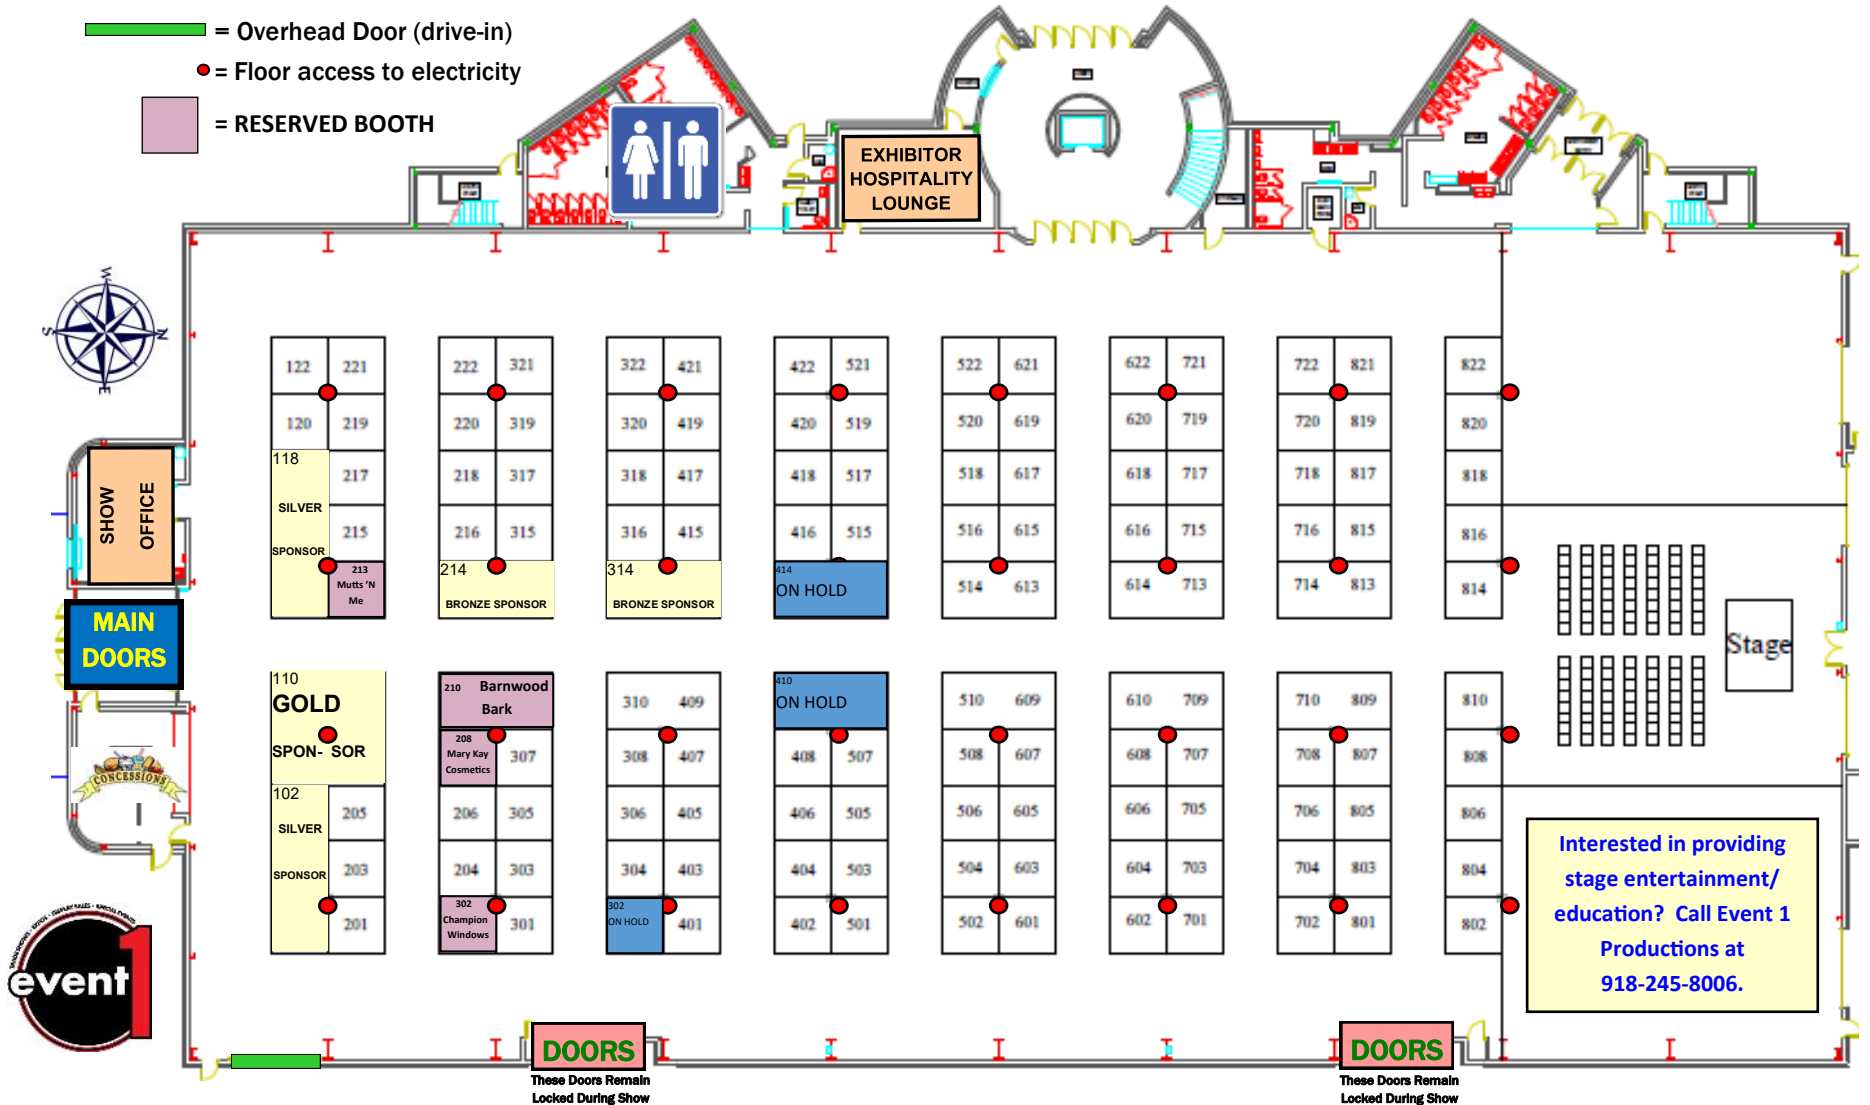 = Overhead Door (drive-in)
= Floor access to electricity
= RESERVED BOOTH
EXHIBITOR
HOSPITALITY
LOUNGE
W
S
N
E
122 221 222 321 322 421 422 521 522 621 622 721 722 821 822
120 219 220 319 320 419 420 519 520 619 620 719 720 819 820
118
SILVER
SPONSOR
217 218 317 318 417 418 517 518 617 618 717 718 817 818
215 216 315 316 415 416 515 516 615 616 715 716 815 816
213
Mutts ‘N
Me
214
BRONZE SPONSOR
314
BRONZE SPONSOR
414
ON HOLD
514 613 614 713 714 813 814
SHOW
OFFICE
MAIN
DOORS
Stage
110
GOLD
SPON- SOR
210 Barnwood
Bark
310 409
410
ON HOLD
510 609 610 709 710 809 810
208
Mary Kay
Cosmetics
307 308 407 408 507 508 607 608 707 708 807 808
CONCESSIONS
102
SILVER
SPONSOR
205 206 305 306 405 406 505 506 605 606 705 706 805 806
203 204 303 304 403 404 503 504 603 604 703 704 803 804
201
302
Champion
Windows
301
302
ON HOLD
401 402 501 502 601 602 701 702 801 802
Interested in providing
stage entertainment/
education? Call Event 1
Productions at
918-245-8006.
event 1
DOORS
These Doors Remain
Locked During Show
DOORS
These Doors Remain
Locked During Show